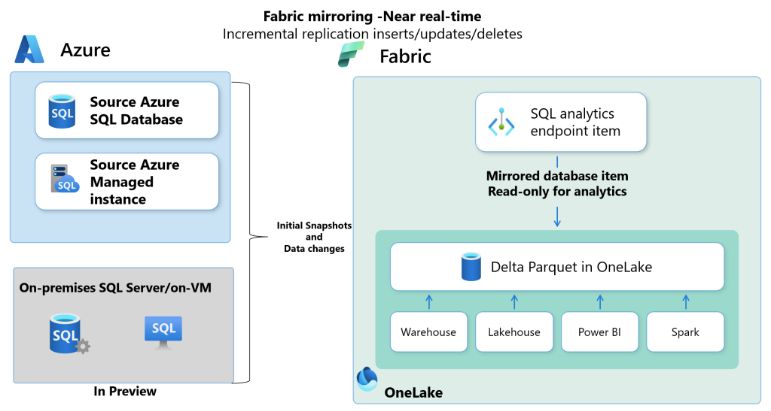 Fabric mirroring -Near real-time
Incremental replication inserts/updates/deletes
Azure
Fabric
SQL
Source Azure
SQL Database
SQL
Source Azure
Managed
instance
On-premises SQL Server/on-VM
SQL
SQL
In Preview
Initial Snapshots
and
Data changes
SQL analytics
endpoint item
Mirrored database item
Read-only for analytics
Delta Parquet in OneLake
Warehouse
Lakehouse
Power BI
Spark
OneLake